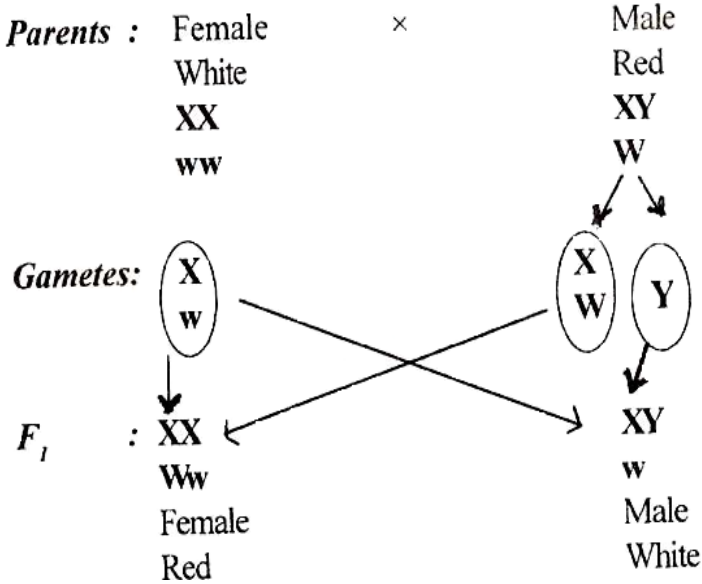 Parents : Female × Male
White Red
XX XY
ww W
Gametes: X w X W Y
F1 : XX XY
Ww w
Female Male
Red White